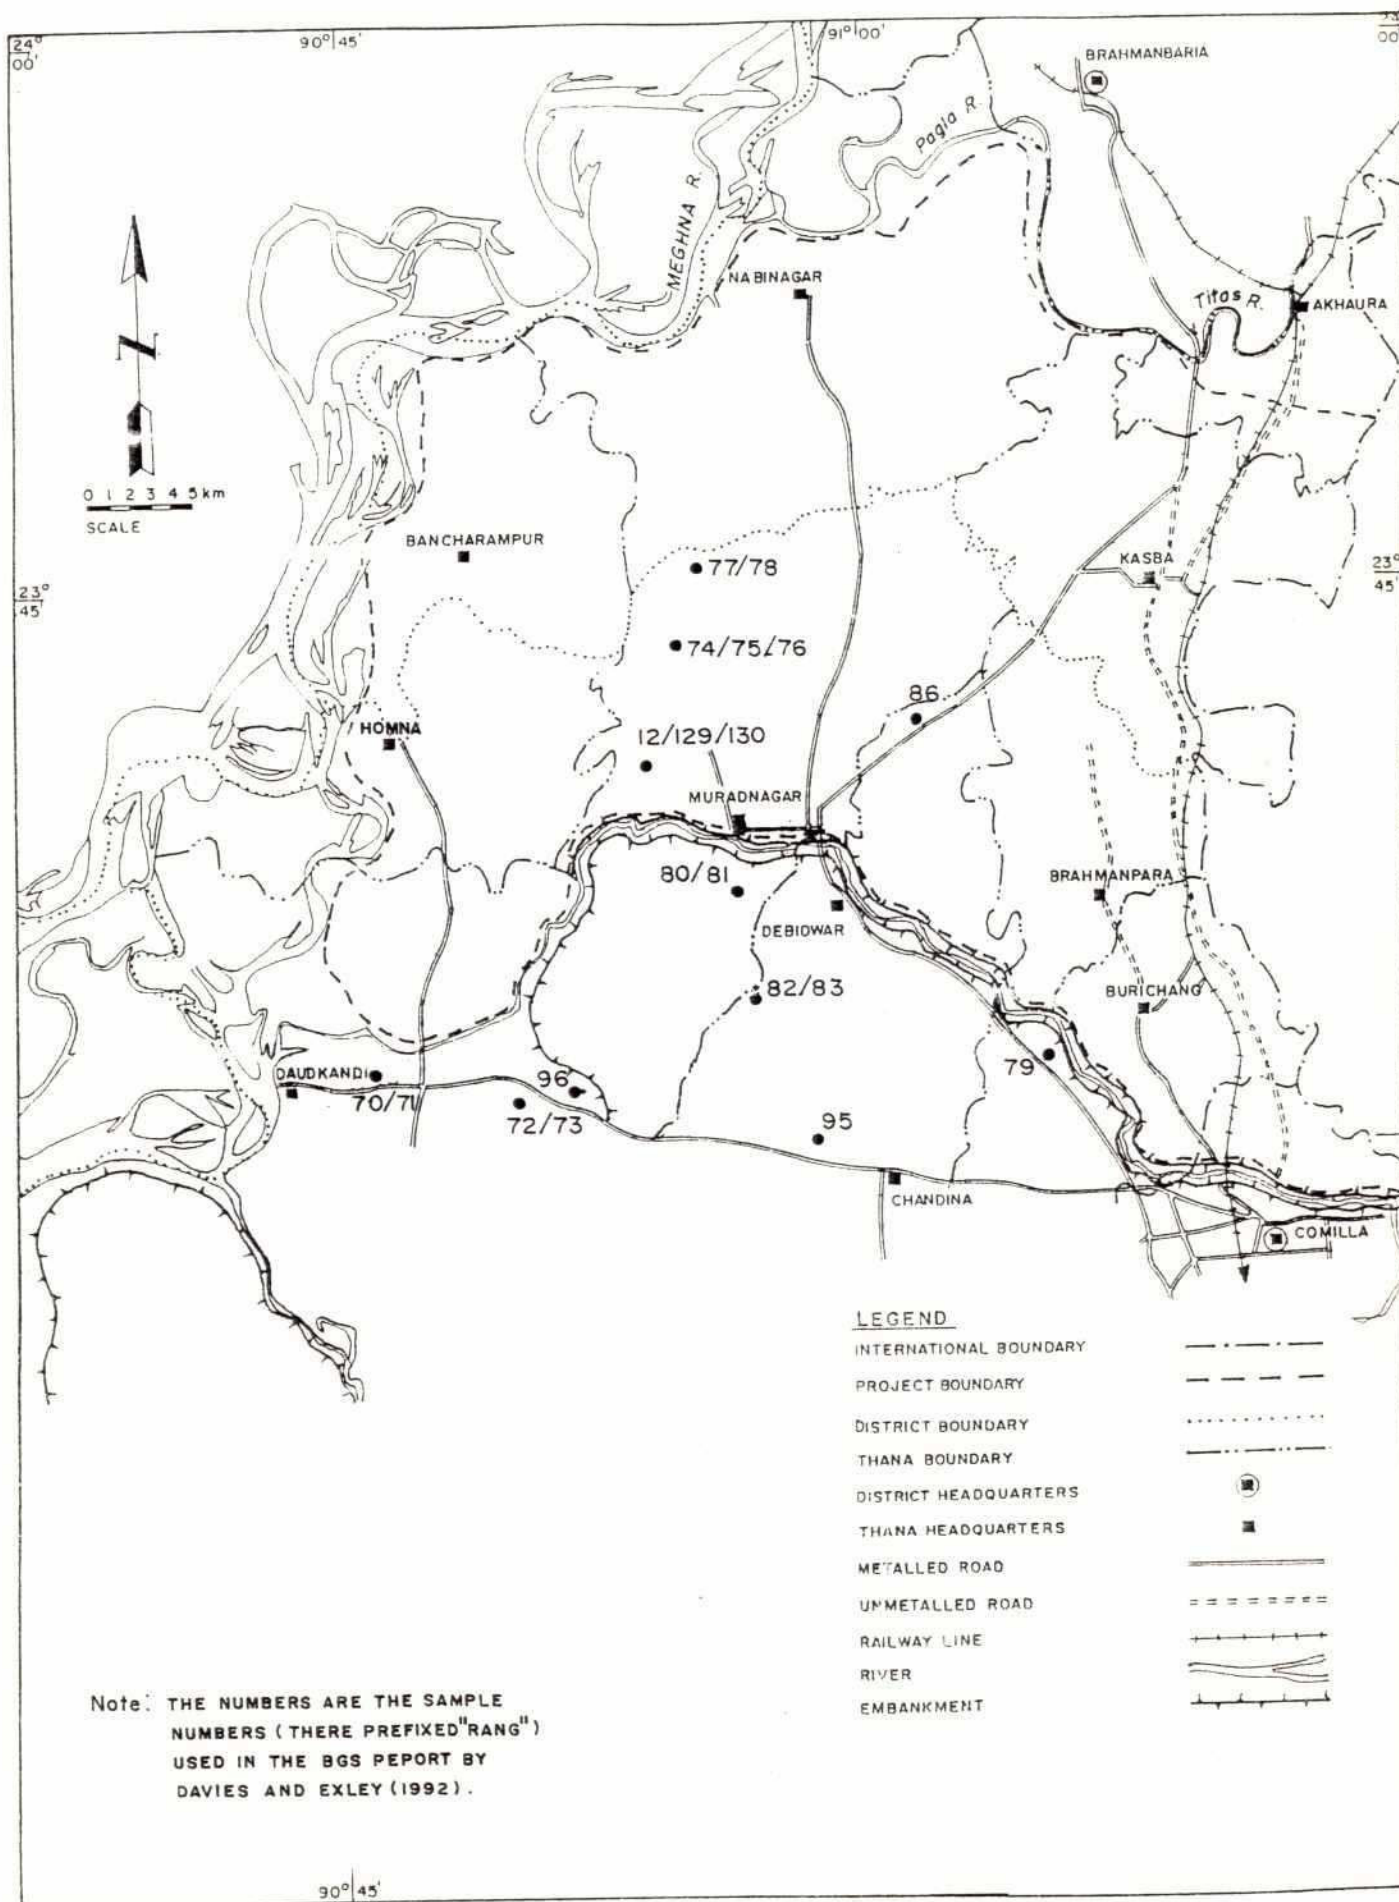 24°
00'
90° 45'
91° 00'
23
00
BRAHMANBARIA
Pagla R.
MEGHNA R.
NABINAGAR
Titas R.
AKHAURA
N
0 1 2 3 4 5 km
SCALE
BANCHARAMPUR
77/78
KASBA
23°
45'
23°
45'
74/75/76
86
HOMNA
12/129/130
MURADNAGAR
80/81
BRAHMANPARA
DEBIDWAR
82/83
BURICHANG
DAUDKANDI
70/71
96
79
72/73
95
CHANDINA
COMILLA
LEGEND
INTERNATIONAL BOUNDARY
PROJECT BOUNDARY
DISTRICT BOUNDARY
THANA BOUNDARY
DISTRICT HEADQUARTERS
THANA HEADQUARTERS
METALLED ROAD
UNMETALLED ROAD
RAILWAY LINE
RIVER
EMBANKMENT
Note: THE NUMBERS ARE THE SAMPLE
NUMBERS (THERE PREFIXED "RANG")
USED IN THE BGS PEPORT BY
DAVIES AND EXLEY (1992).
90° 45'